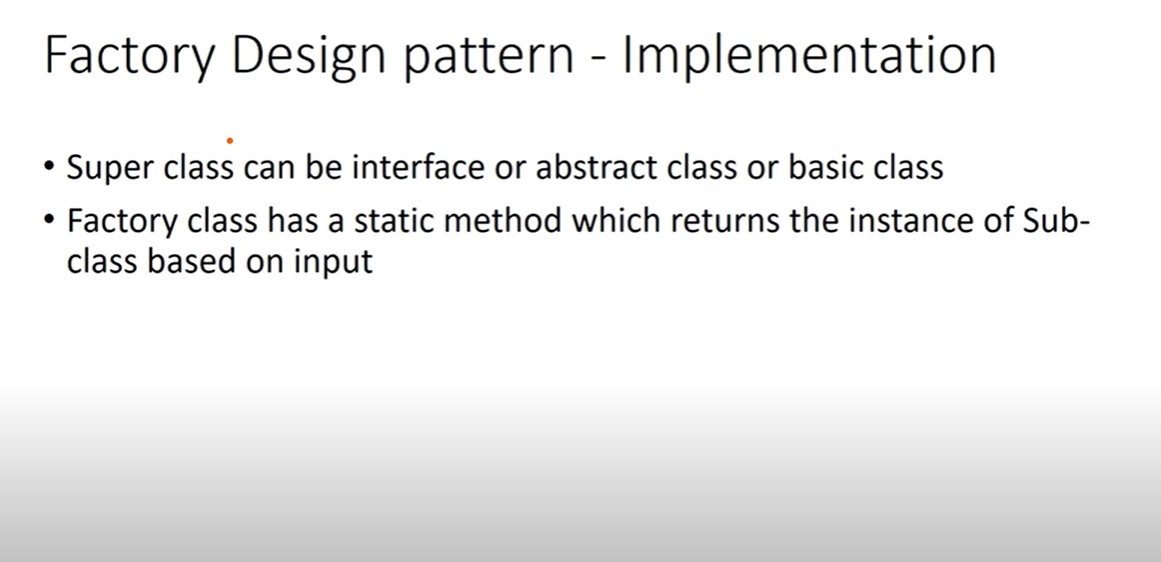 Factory Design pattern - Implementation
• Super class can be interface or abstract class or basic class
• Factory class has a static method which returns the instance of Sub-
class based on input